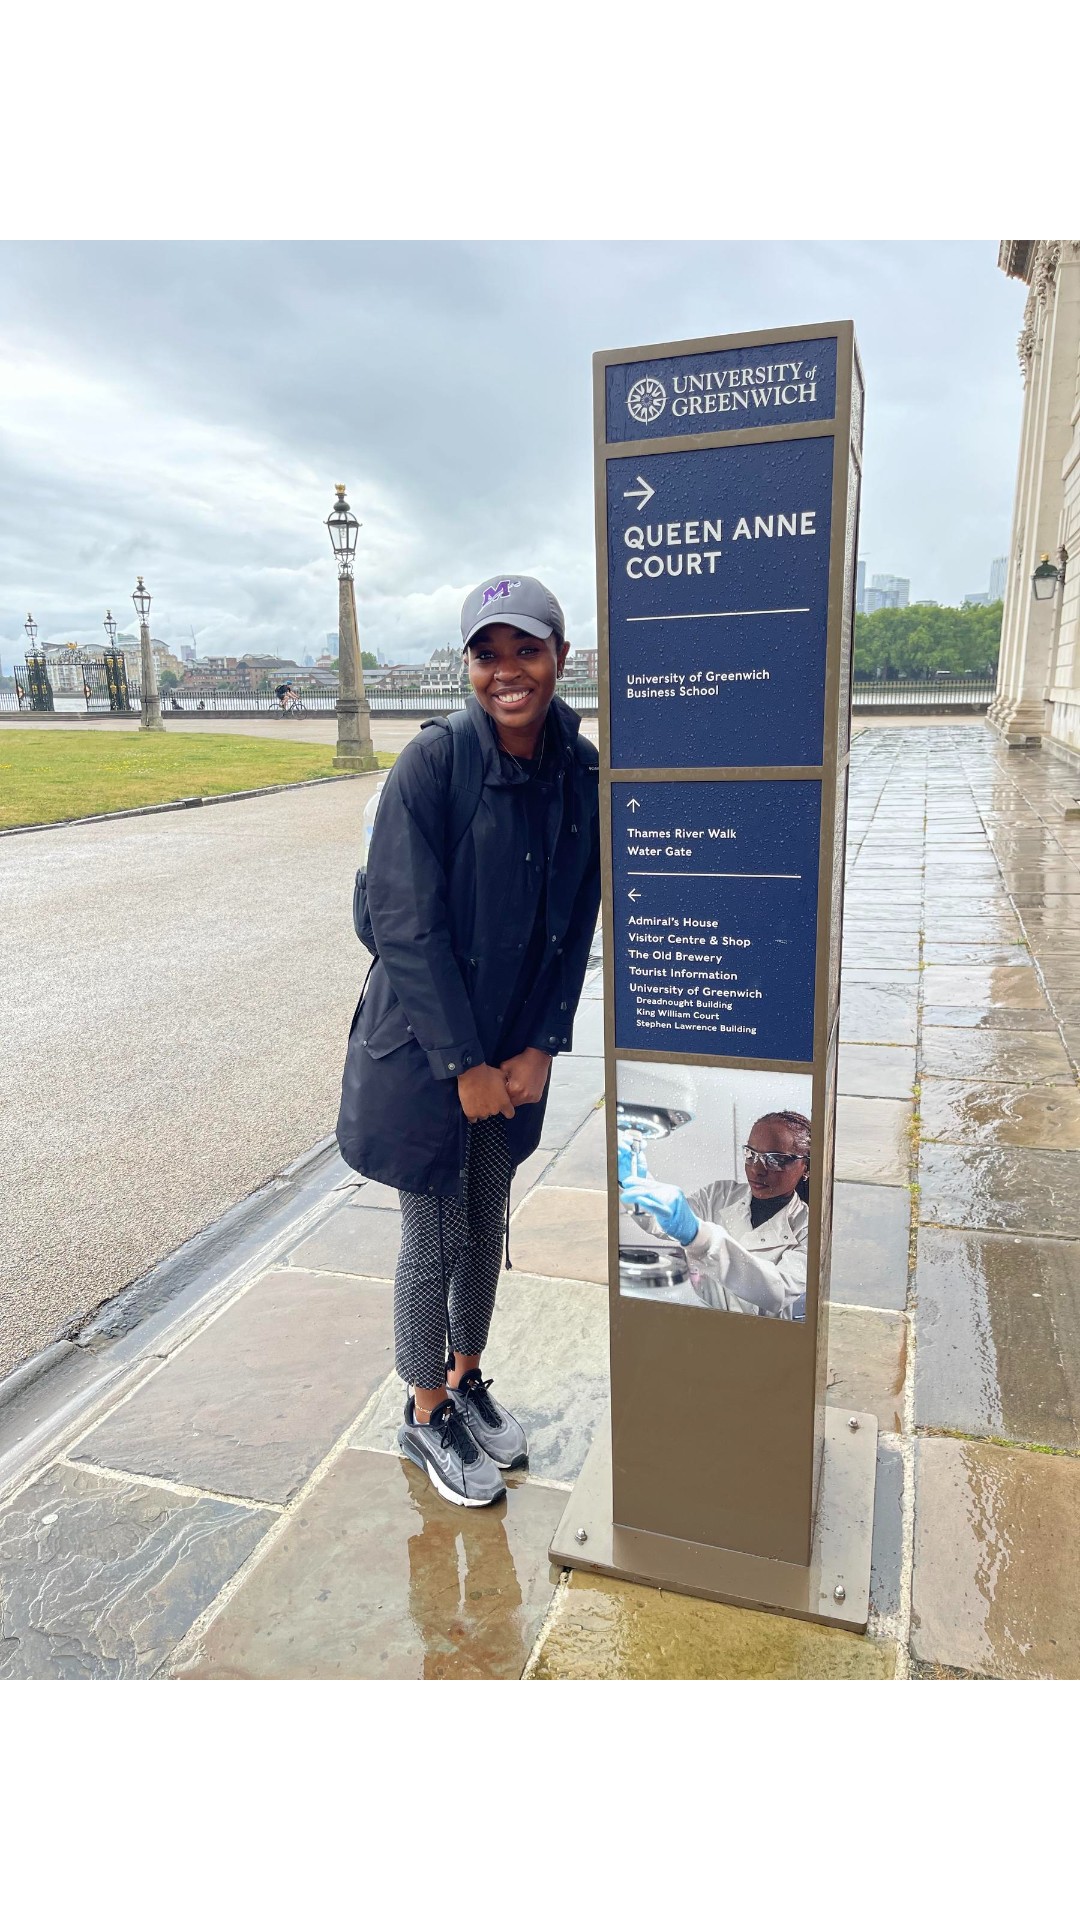 M
UNIVERSITY of
GREENWICH
→
QUEEN ANNE
COURT
University of Greenwich
Business School
↑
Thames River Walk
Water Gate
←
Admiral's House
Visitor Centre & Shop
The Old Brewery
Tourist Information
University of Greenwich
Dreadnought Building
King William Court
Stephen Lawrence Building